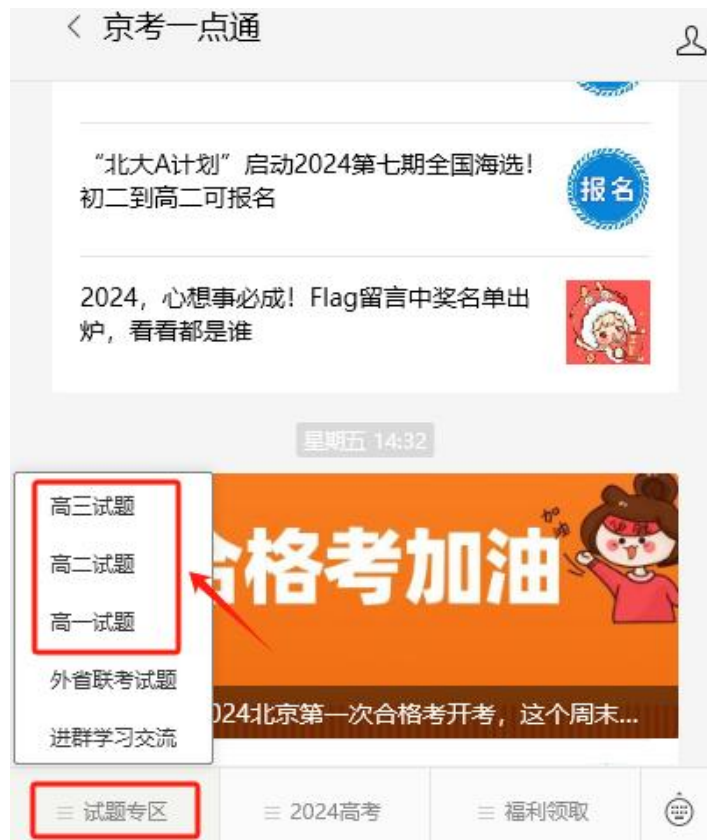 京考一点通
“北大A计划”启动2024第七期全国海选！
初二到高二可报名
报名
2024，心想事必成！Flag留言中奖名单出
炉，看看都是谁
星期五 14:32
高三试题
高二试题
高一试题
外省联考试题
进群学习交流
合格考加油
加油
024北京第一次合格考开考，这个周末...
试题专区
2024高考
福利领取